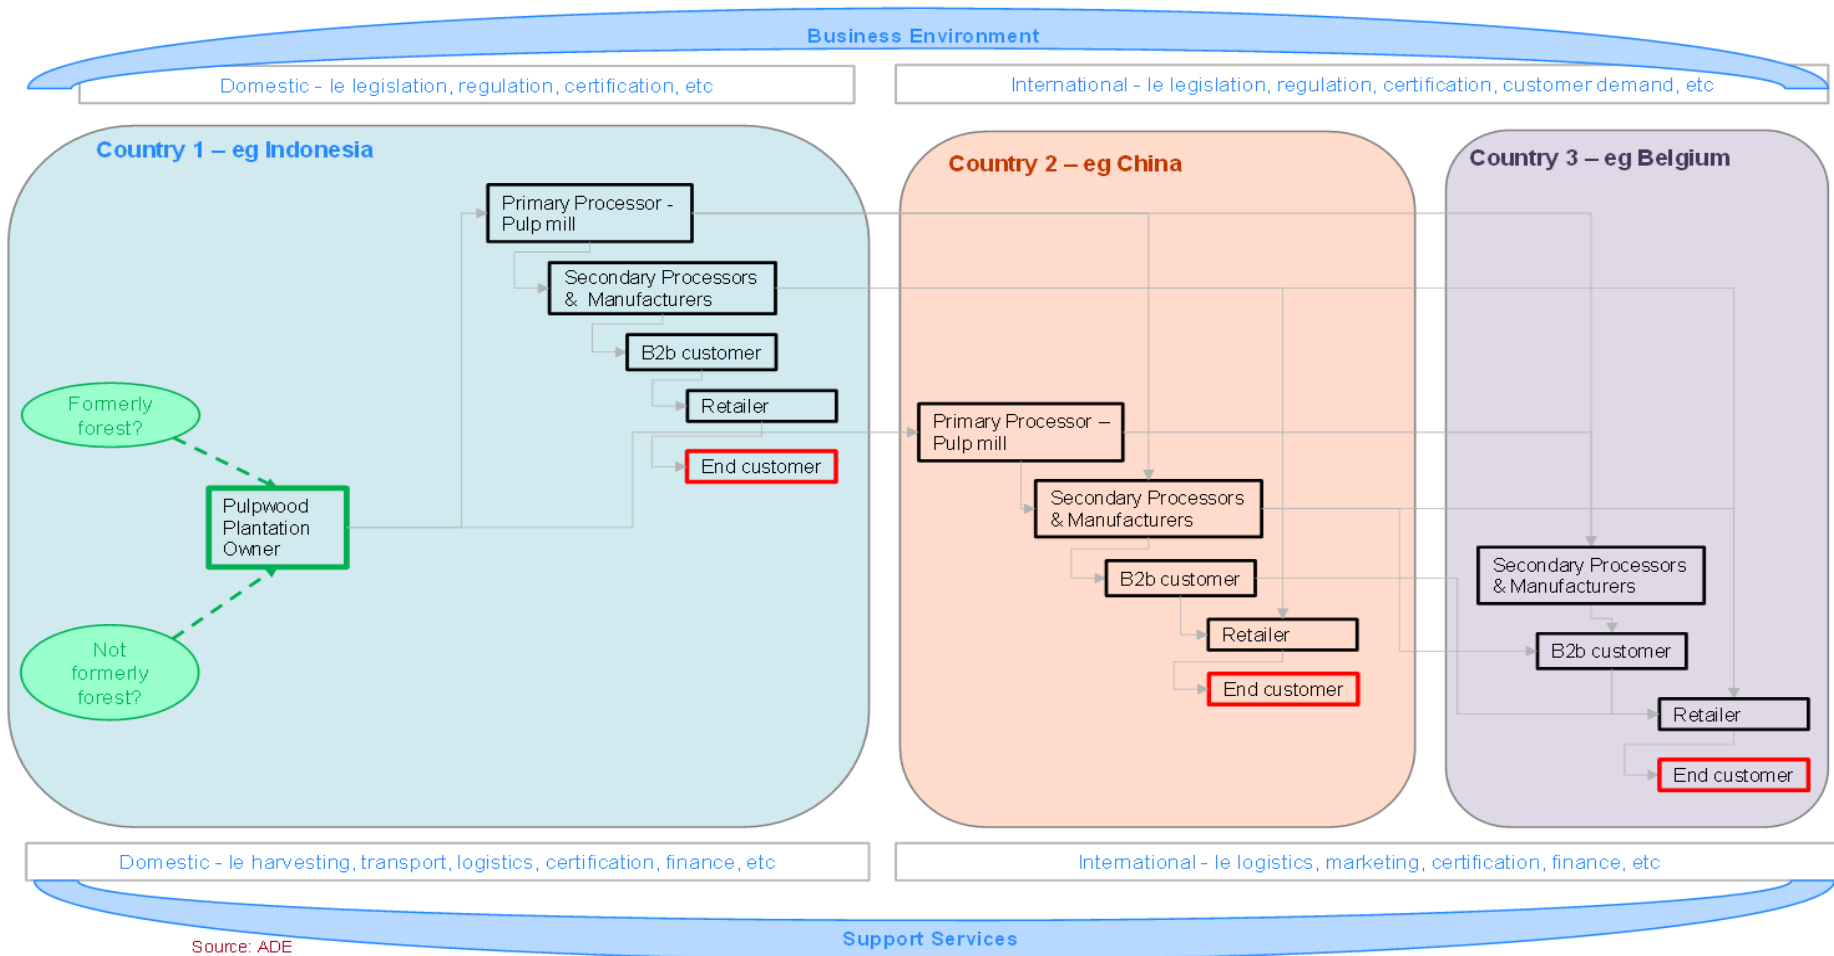 Business Environment
Domestic - Ie legislation, regulation, certification, etc
International - Ie legislation, regulation, certification, customer demand, etc
Country 1 – eg Indonesia
Primary Processor -
Pulp mill
Secondary Processors
& Manufacturers
B2b customer
Retailer
End customer
Formerly
forest?
Pulpwood
Plantation
Owner
Not
formerly
forest?
Country 2 – eg China
Primary Processor –
Pulp mill
Secondary Processors
& Manufacturers
B2b customer
Retailer
End customer
Country 3 – eg Belgium
Secondary Processors
& Manufacturers
B2b customer
Retailer
End customer
Domestic - Ie harvesting, transport, logistics, certification, finance, etc
International - Ie logistics, marketing, certification, finance, etc
Support Services
Source: ADE